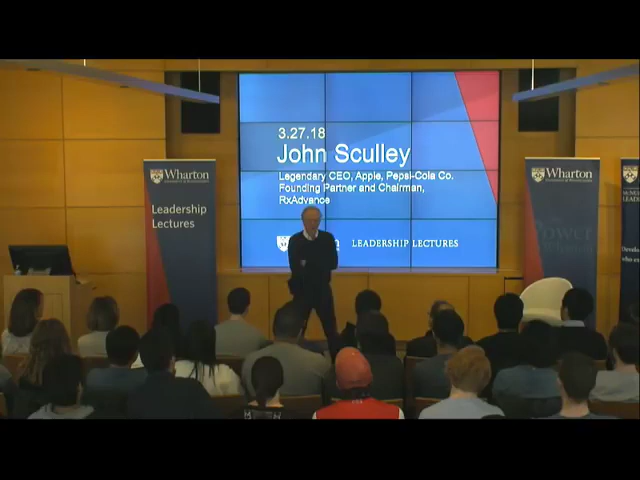 3.27.18
John Sculley
Legendary CEO, Apple, Pepsi-Cola Co.
Founding Partner and Chairman,
RxAdvance
LEADERSHIP LECTURES
Wharton
Leadership
Lectures
Wharton
Power